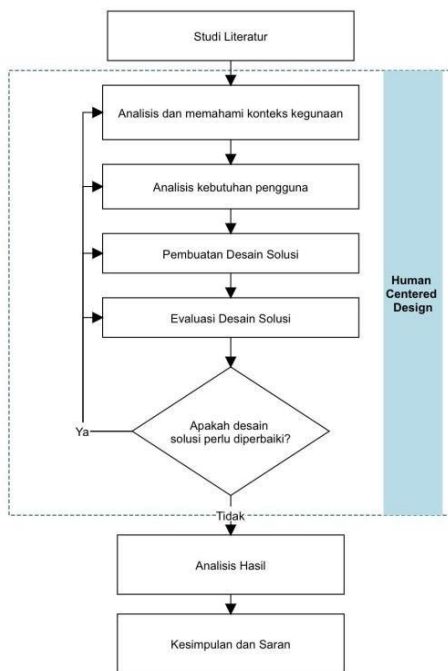 Studi Literatur
Analisis dan memahami konteks kegunaan
Analisis kebutuhan pengguna
Pembuatan Desain Solusi
Human
Centered
Design
Evaluasi Desain Solusi
Apakah desain
solusi perlu diperbaiki?
Ya
Tidak
Analisis Hasil
Kesimpulan dan Saran